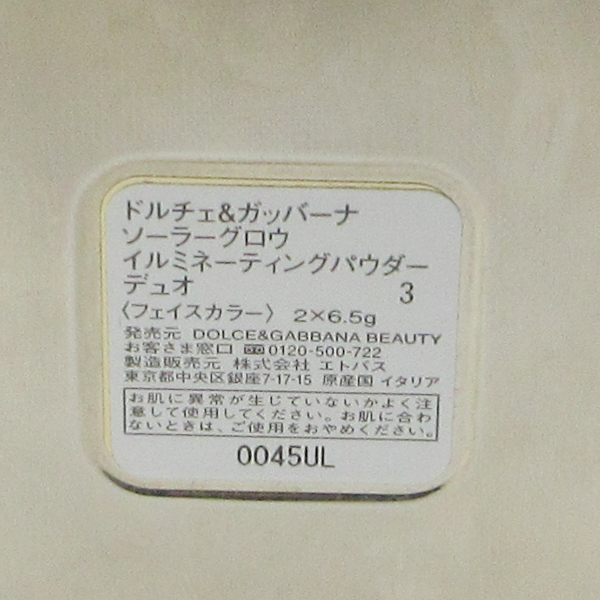 ドルチェ&ガッバーナ
ソーラーグロウ
イルミネーティングパウダー
デュオ 3
〈フェイスカラー〉 2×6.5g
発売元 DOLCE&GABBANA BEAUTY
お客さま窓口 0120-500-722
製造販売元 株式会社 エトバス
東京都中央区銀座7-17-15 原産国 イタリア
お肌に異常が生じていないかよく注
意して使用してください。お肌に合わ
ないときは、ご使用をおやめください。
0045UL